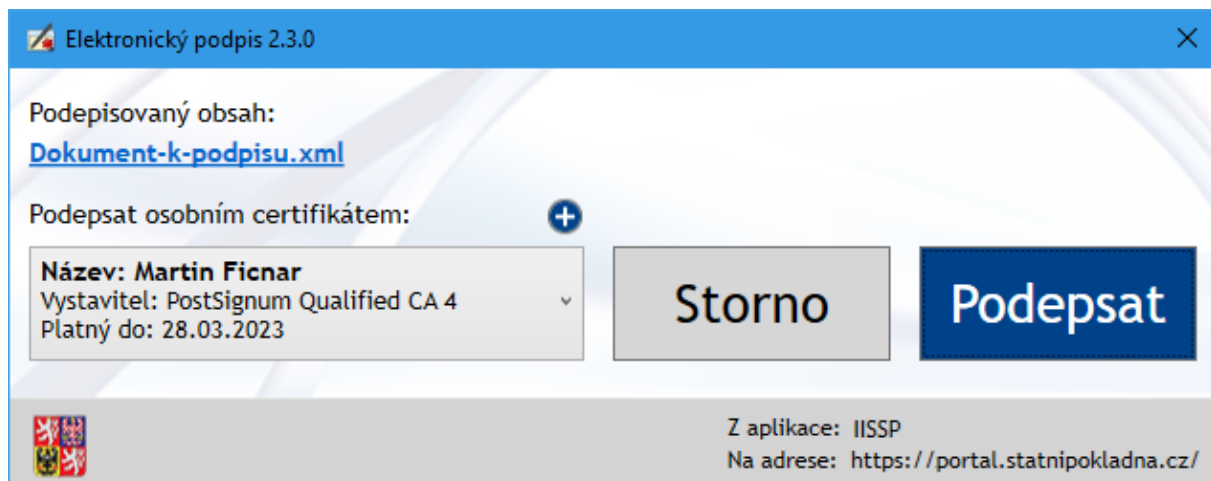 Elektronický podpis 2.3.0
Podepisovaný obsah:
Dokument-k-podpisu.xml
Podepsat osobním certifikátem:
Název: Martin Ficnar
Vystavitel: PostSignum Qualified CA 4
Platný do: 28.03.2023
Storno
Podepsat
Z aplikace: IISSP
Na adrese: https://portal.statnipokladna.cz/